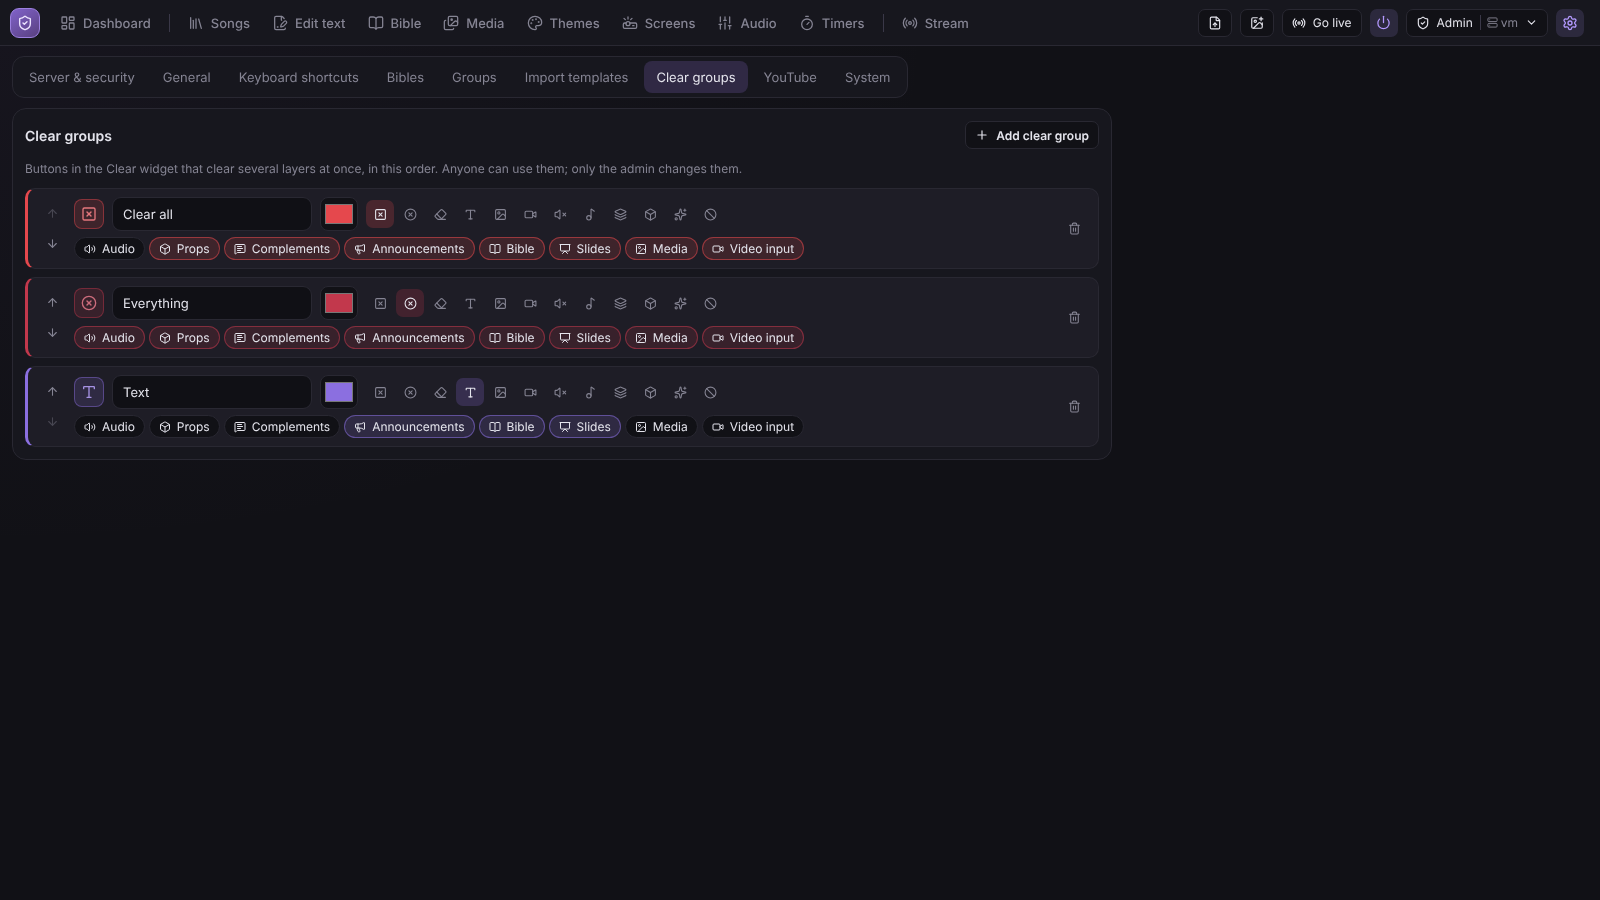 Dashboard Songs Edit text Bible Media Themes Screens Audio Timers Stream Go live Admin vm
Server & security General Keyboard shortcuts Bibles Groups Import templates Clear groups YouTube System
Clear groups Add clear group
Buttons in the Clear widget that clear several layers at once, in this order. Anyone can use them; only the admin changes them.
Clear all
Audio Props Complements Announcements Bible Slides Media Video input
Everything
Audio Props Complements Announcements Bible Slides Media Video input
Text
Audio Props Complements Announcements Bible Slides Media Video input